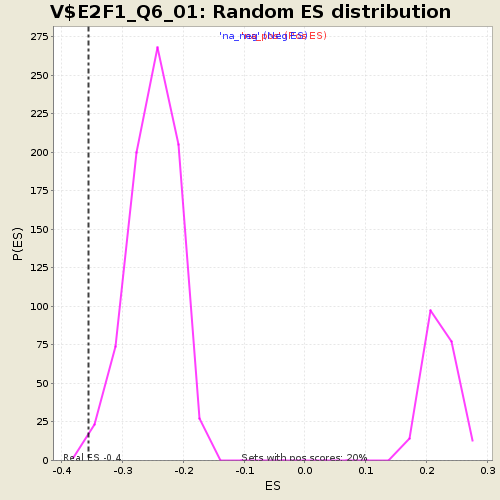 V$E2F1_Q6_01: Random ES distribution
275
250
225
200
175
150
125
100
75
50
25
0
P(ES)
Real ES -0.4
Sets with pos scores: 20%
-0.4 -0.3 -0.2 -0.1 0.0 0.1 0.2 0.3
ES